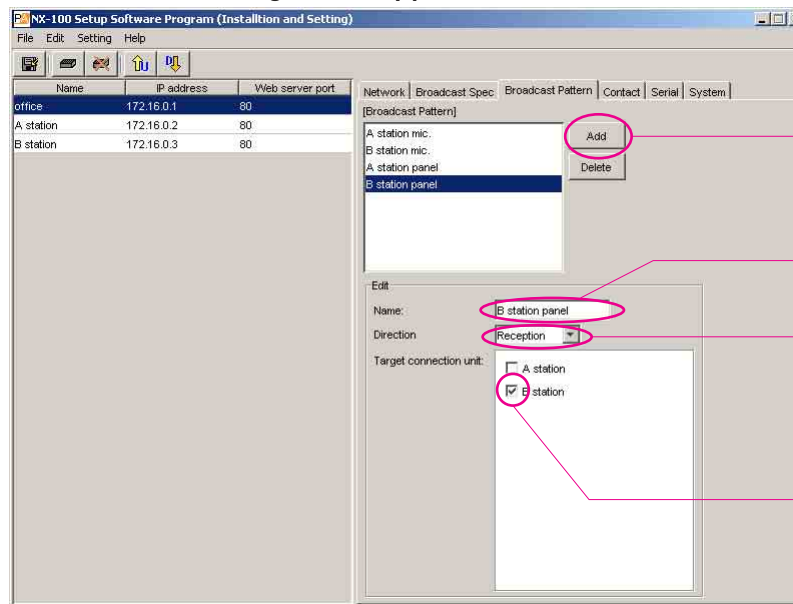 NX-100 Setup Software Program (Installtion and Setting)
File Edit Setting Help
Name IP address Web server port
office 172.16.0.1 80
A station 172.16.0.2 80
B station 172.16.0.3 80
Network Broadcast Spec Broadcast Pattern Contact Serial System
[Broadcast Pattern]
A station mic.
B station mic.
A station panel
B station panel
Add
Delete
Edit
Name: B station panel
Direction Reception
Target connection unit:
A station
B station